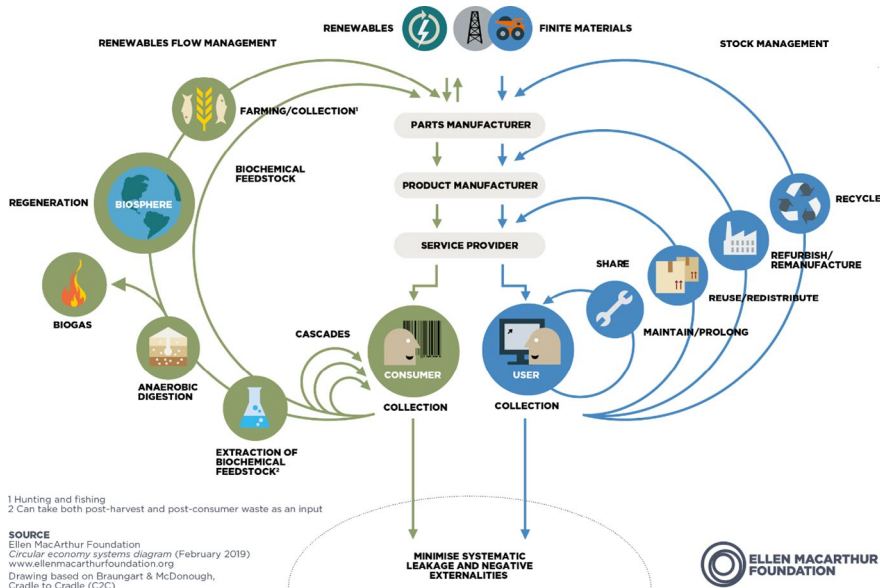 RENEWABLES
FINITE MATERIALS
RENEWABLES FLOW MANAGEMENT
STOCK MANAGEMENT
FARMING/COLLECTION¹
PARTS MANUFACTURER
BIOCHEMICAL
FEEDSTOCK
PRODUCT MANUFACTURER
REGENERATION
BIOSPHERE
RECYCLE
SERVICE PROVIDER
SHARE
REFURBISH/
REMANUFACTURE
REUSE/REDISTRIBUTE
BIOGAS
CASCADES
MAINTAIN/PROLONG
CONSUMER
USER
ANAEROBIC
DIGESTION
COLLECTION
COLLECTION
EXTRACTION OF
BIOCHEMICAL
FEEDSTOCK²
1 Hunting and fishing
2 Can take both post-harvest and post-consumer waste as an input
SOURCE
Ellen MacArthur Foundation
Circular economy systems diagram (February 2019)
www.ellenmacarthurfoundation.org
Drawing based on Braungart & McDonough,
Cradle to Cradle (C2C)
MINIMISE SYSTEMATIC
LEAKAGE AND NEGATIVE
EXTERNALITIES
ELLEN MACARTHUR
FOUNDATION